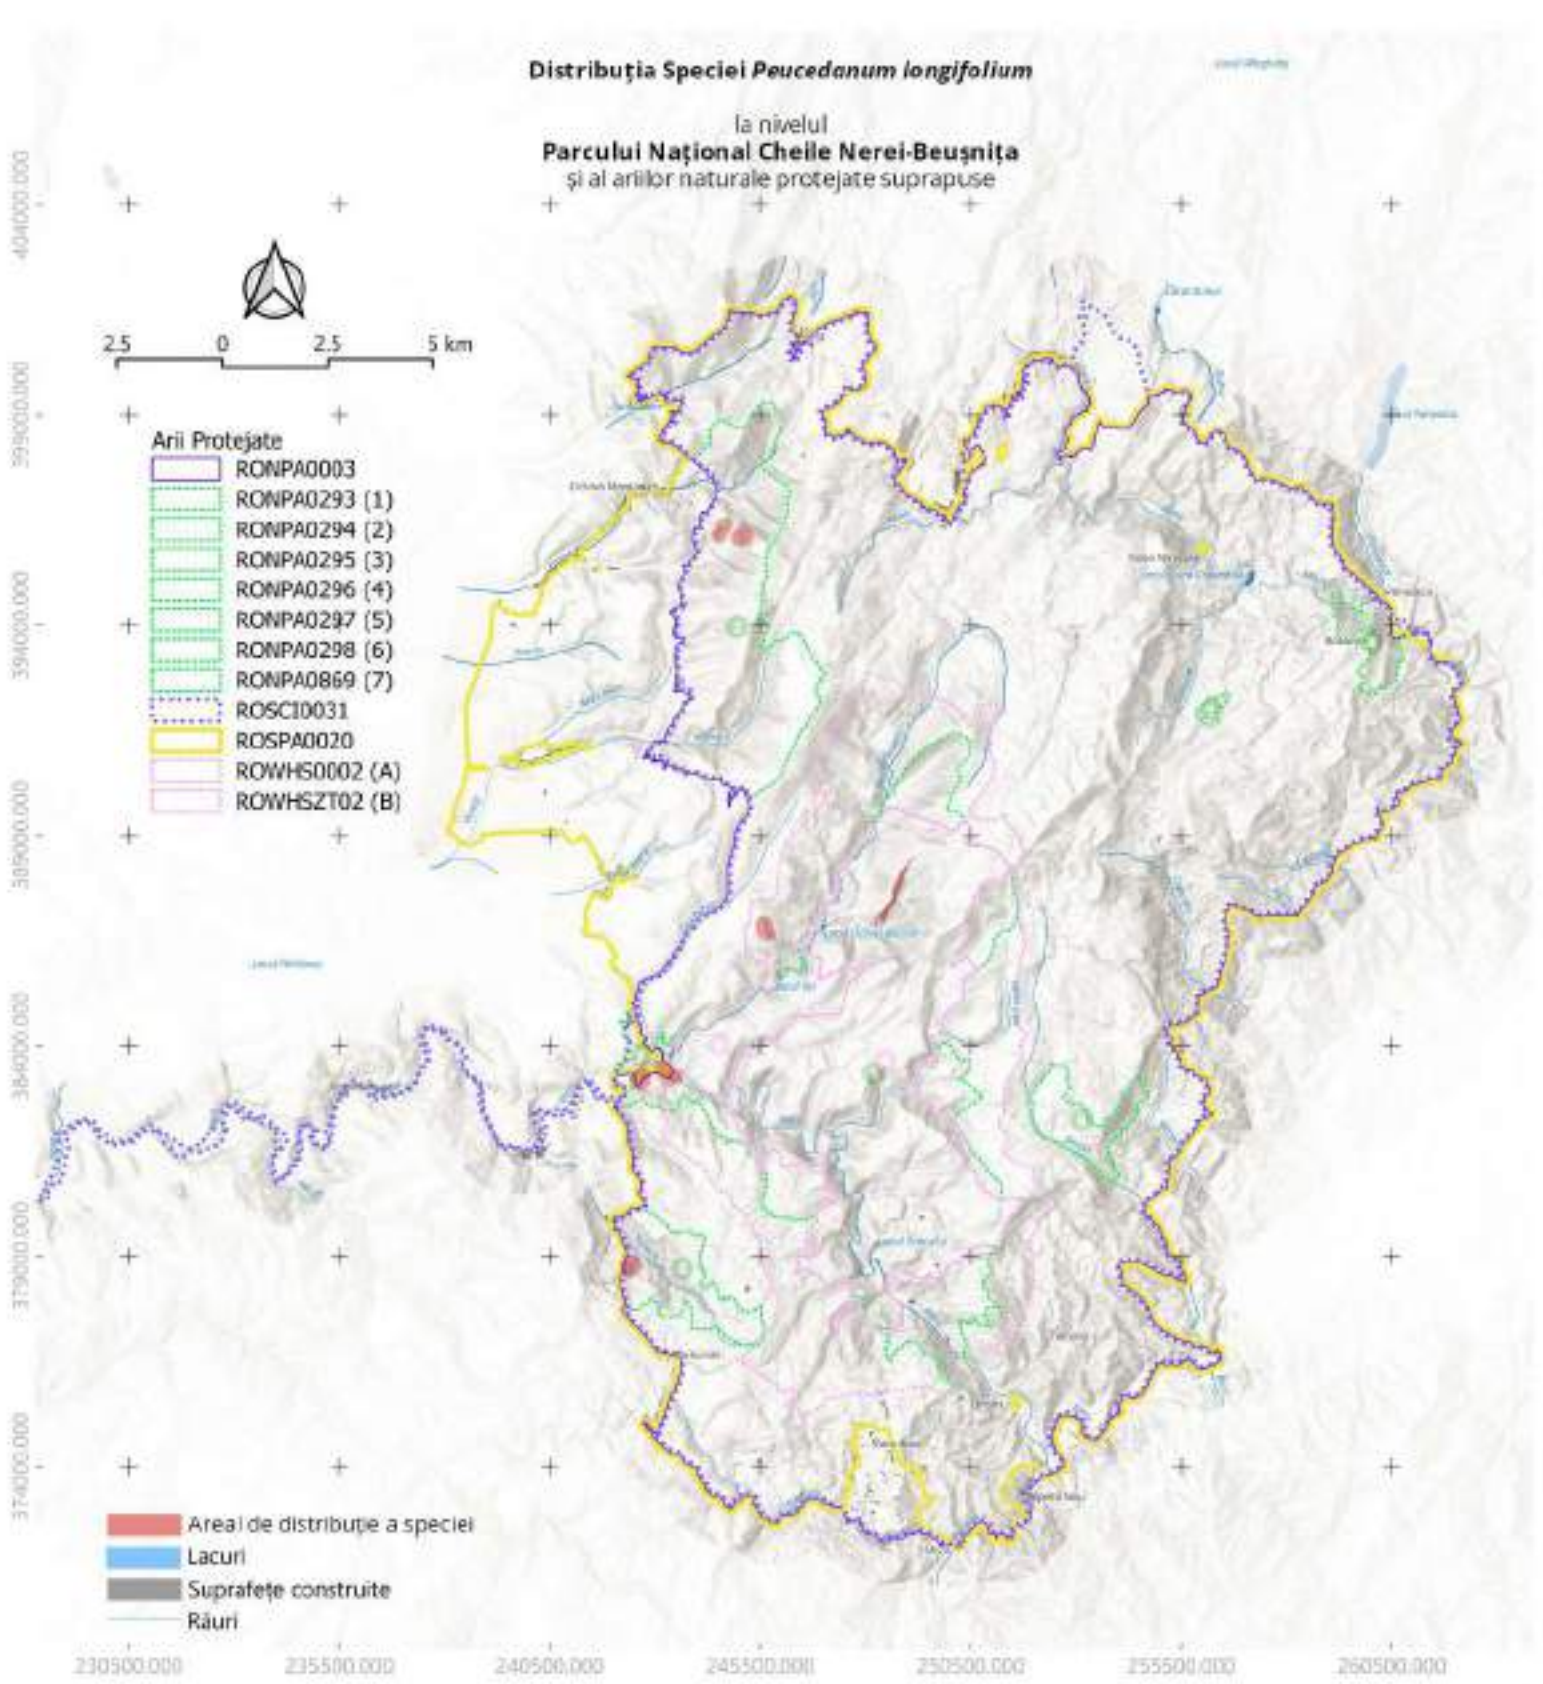 Distribuția Speciei Peucedanum longifolium
la nivelul
Parcului Național Cheile Nerei-Beușnița
și al ariilor naturale protejate suprapuse
404000.000
399000.000
394000.000
389000.000
384000.000
379000.000
374000.000
2.5 0 2.5 5 km
Arii Protejate
RONPA0003
RONPA0293 (1)
RONPA0294 (2)
RONPA0295 (3)
RONPA0296 (4)
RONPA0297 (5)
RONPA0298 (6)
RONPA0869 (7)
ROSCI0031
ROSPA0020
ROWHS0002 (A)
ROWHSZT02 (B)
Areal de distribuție a speciei
Lacuri
Suprafețe construite
Râuri
230500.000 235500.000 240500.000 245500.000 250500.000 255500.000 260500.000